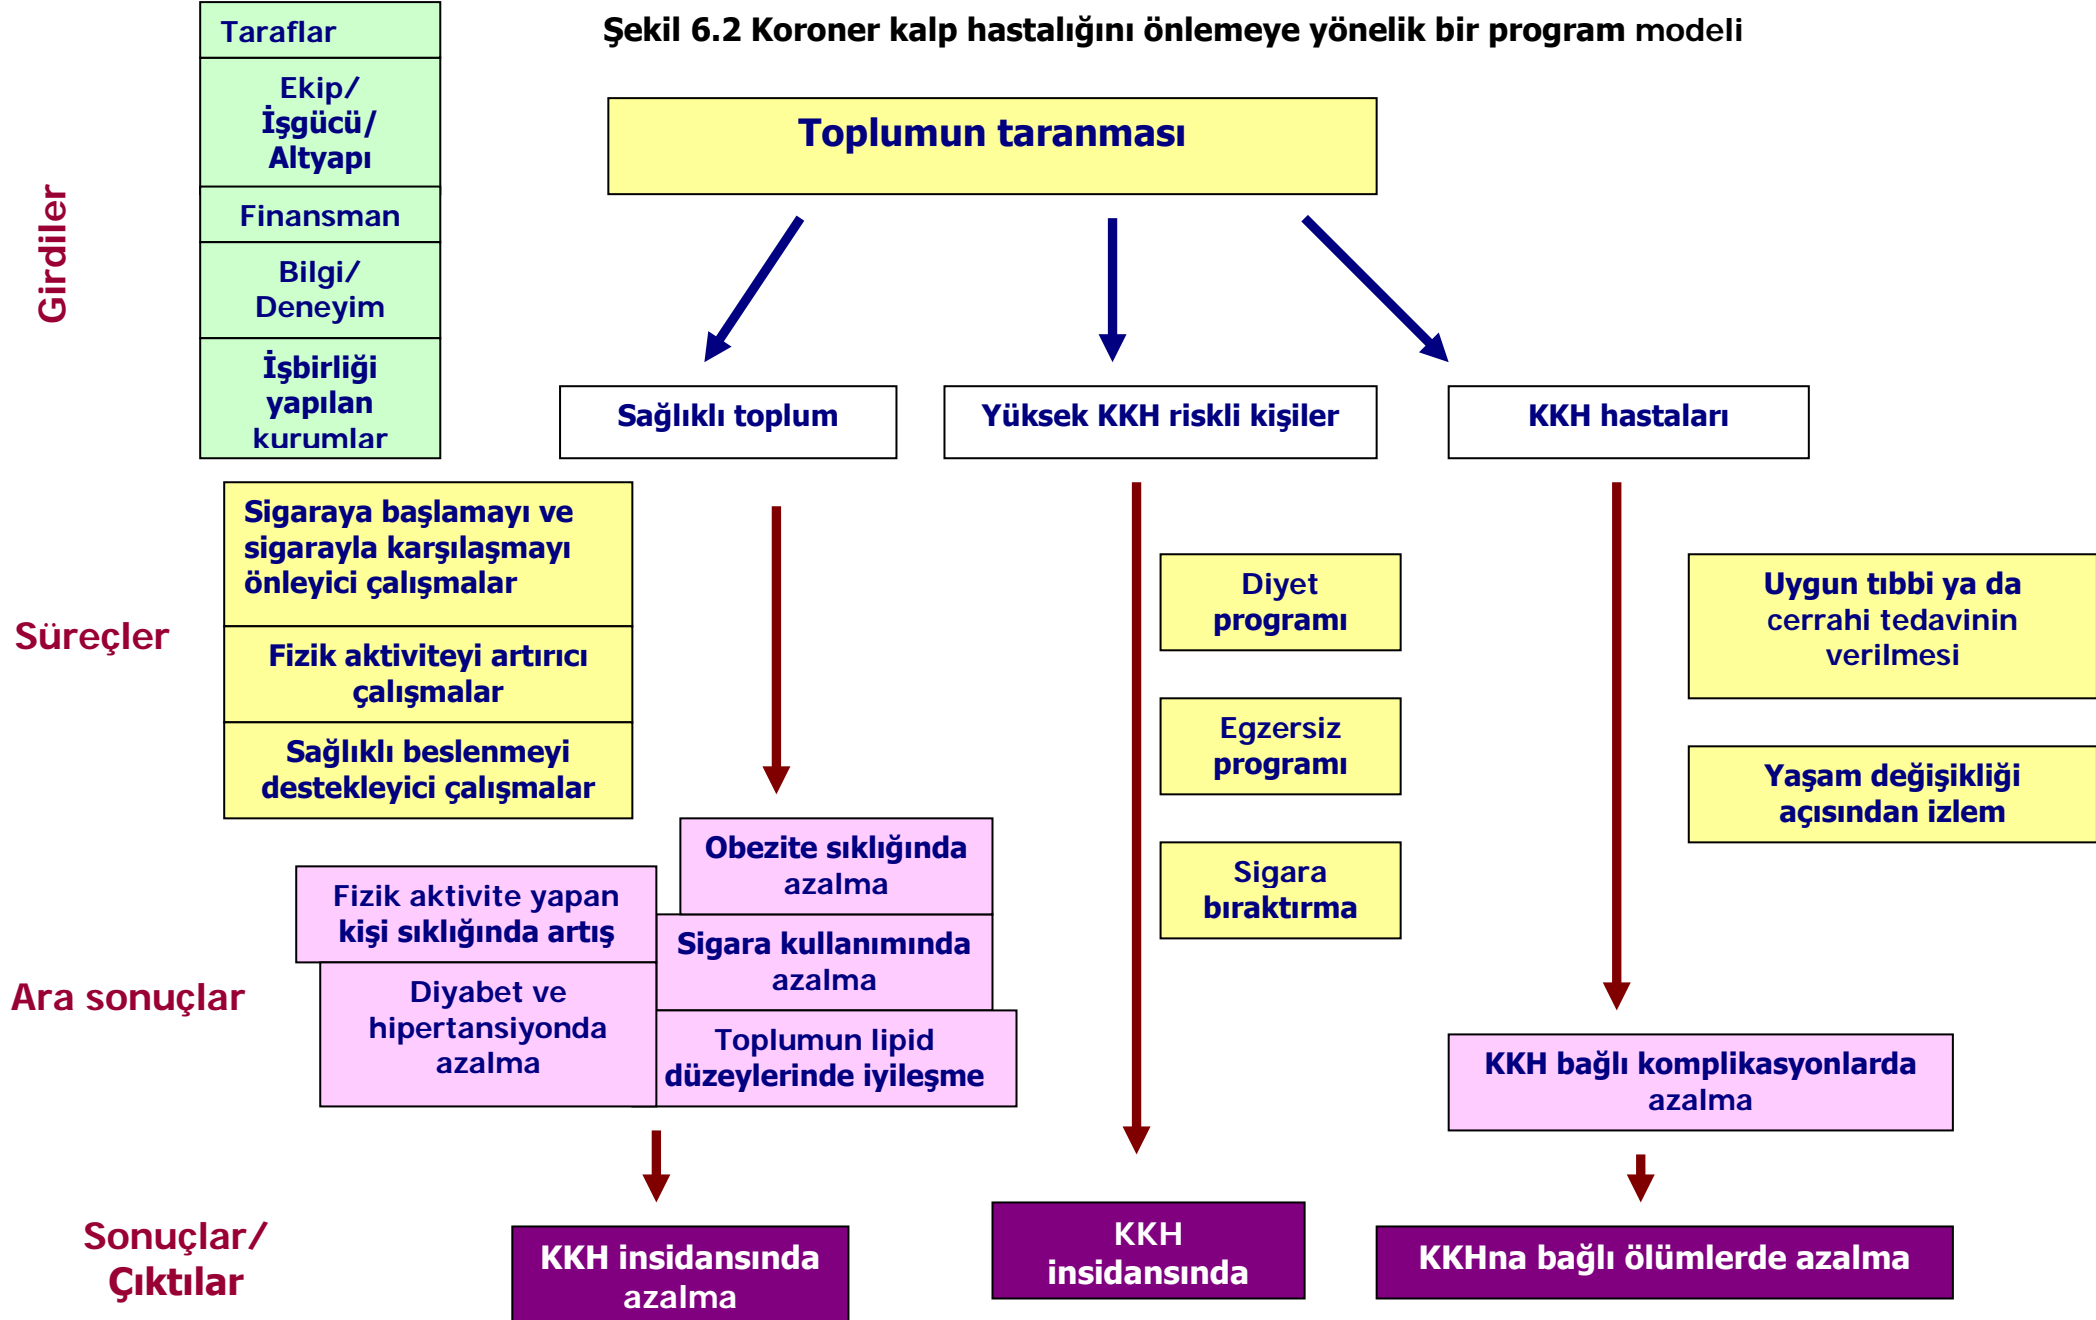 Şekil 6.2 Koroner kalp hastalığını önlemeye yönelik bir program modeli
Girdiler
Taraflar
Ekip/
İşgücü/
Altyapı
Finansman
Bilgi/
Deneyim
İşbirliği
yapılan
kurumlar
Toplumun taranması
Sağlıklı toplum
Yüksek KKH riskli kişiler
KKH hastaları
Süreçler
Sigaraya başlamayı ve
sigarayla karşılaşmayı
önleyici çalışmalar
Fizik aktiviteyi artırıcı
çalışmalar
Sağlıklı beslenmeyi
destekleyici çalışmalar
Diyet
programı
Egzersiz
programı
Sigara
bıraktırma
Uygun tıbbi ya da
cerrahi tedavinin
verilmesi
Yaşam değişikliği
açısından izlem
Ara sonuçlar
Fizik aktivite yapan
kişi sıklığında artış
Diyabet ve
hipertansiyonda
azalma
Obezite sıklığında
azalma
Sigara kullanımında
azalma
Toplumun lipid
düzeylerinde iyileşme
KKH bağlı komplikasyonlarda
azalma
Sonuçlar/
Çıktılar
KKH insidansında
azalma
KKH
insidansında
KKHna bağlı ölümlerde azalma